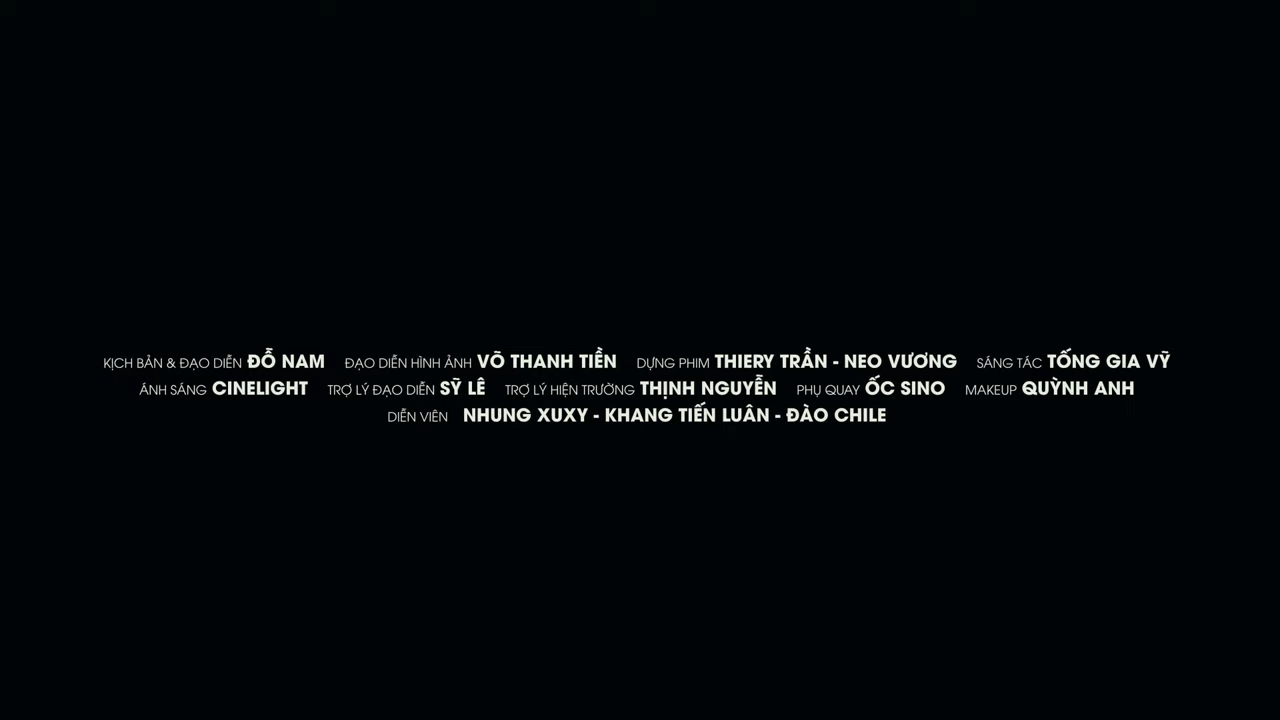 KỊCH BẢN & ĐẠO DIỄN ĐỖ NAM ĐẠO DIỄN HÌNH ẢNH VÕ THANH TIỀN DỰNG PHIM THIERY TRẦN - NEO VƯƠNG SÁNG TÁC TỐNG GIA VỸ
ÁNH SÁNG CINELIGHT TRỢ LÝ ĐẠO DIỄN SỸ LÊ TRỢ LÝ HIỆN TRƯỜNG THỊNH NGUYỄN PHỤ QUAY ỐC SINO MAKEUP QUỲNH ANH
DIỄN VIÊN NHUNG XUXY - KHANG TIẾN LUÂN - ĐÀO CHILE